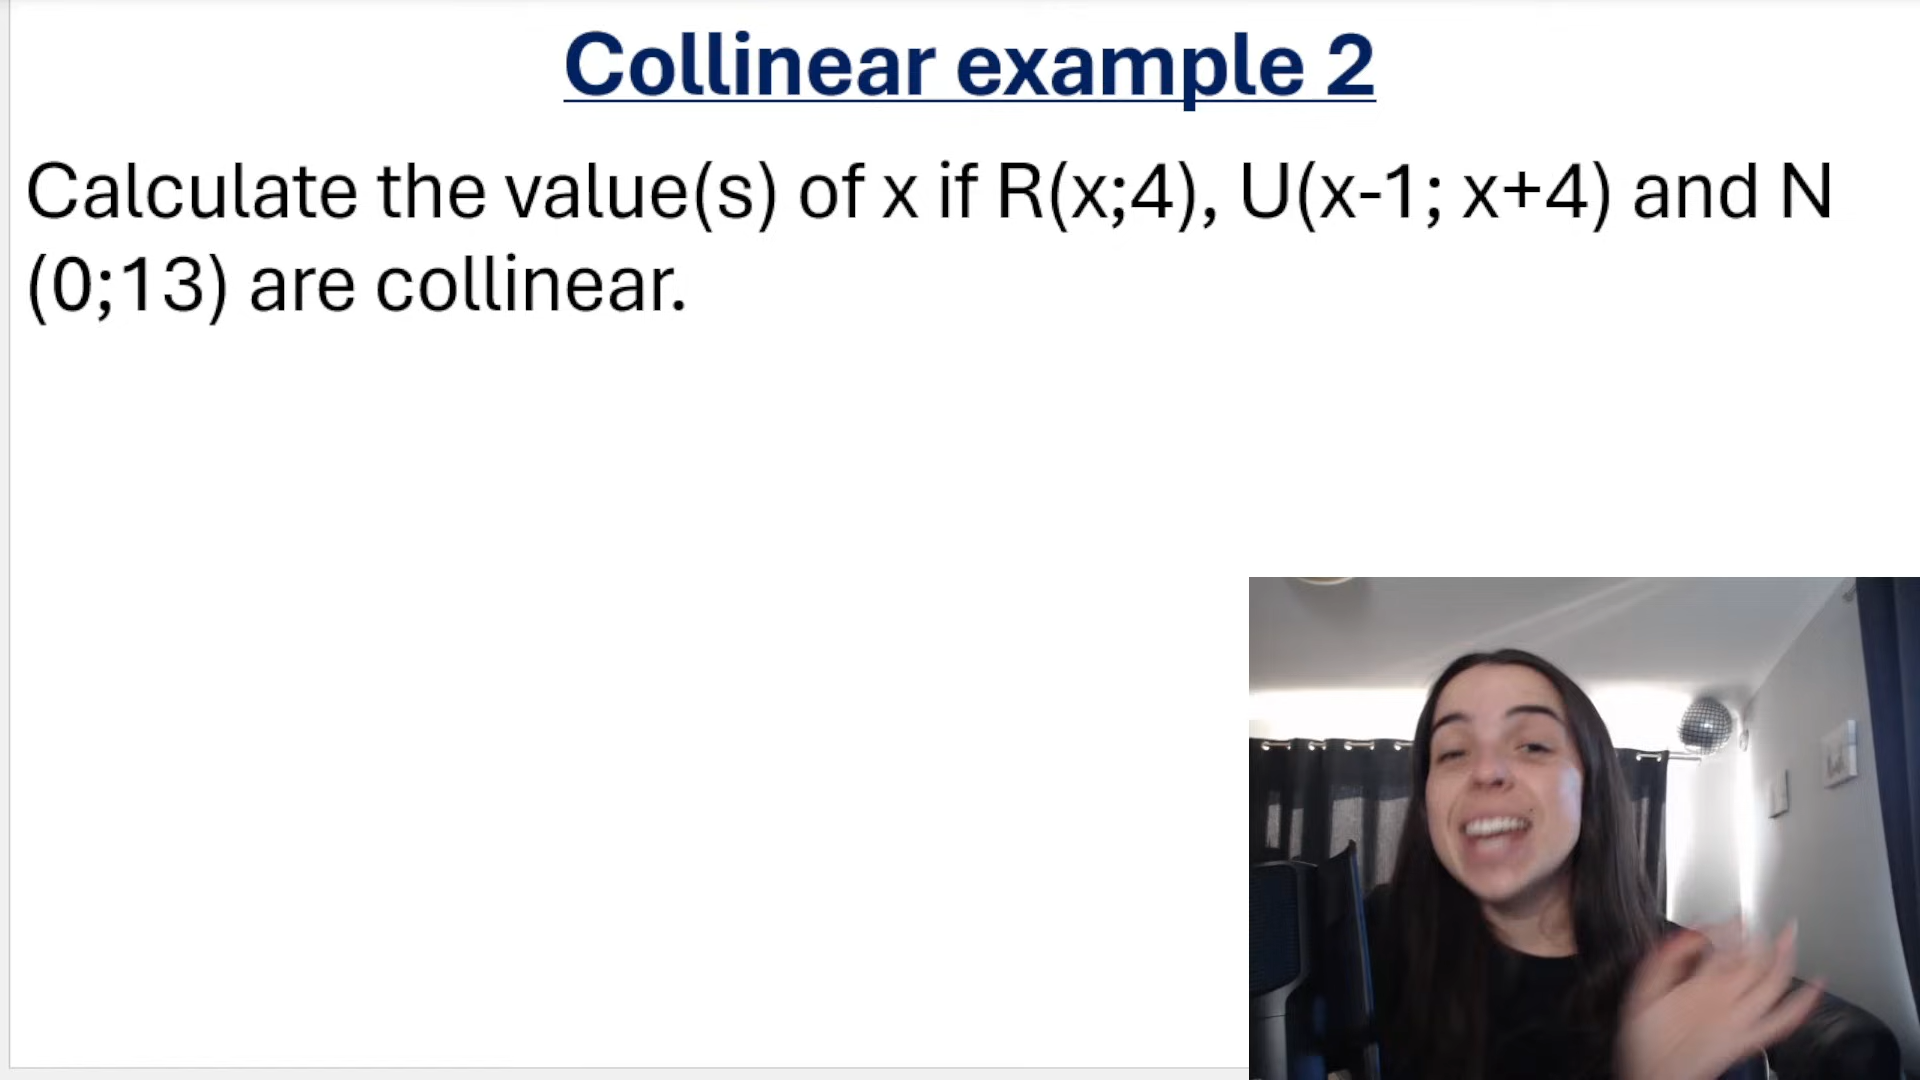 Collinear example 2
Calculate the value(s) of x if R(x;4), U(x-1; x+4) and N
(0;13) are collinear.